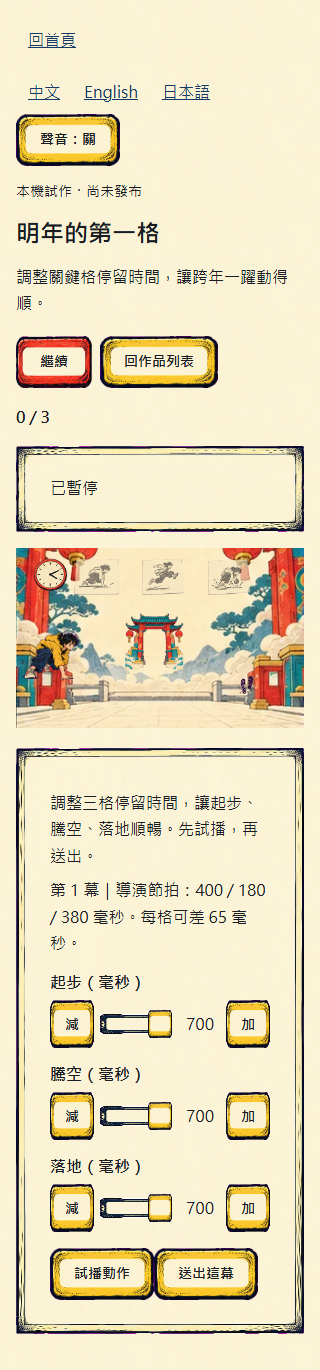 回首頁
中文 English 日本語
聲音：關
本機試作・尚未發布
明年的第一格
調整關鍵格停留時間，讓跨年一躍動得
順。
繼續 回作品列表
0 / 3
已暫停
調整三格停留時間，讓起步、
騰空、落地順暢。先試播，再
送出。
第 1 幕｜導演節拍：400 / 180
/ 380 毫秒。每格可差 65 毫
秒。
起步（毫秒）
減 700 加
騰空（毫秒）
減 700 加
落地（毫秒）
減 700 加
試播動作 送出這幕